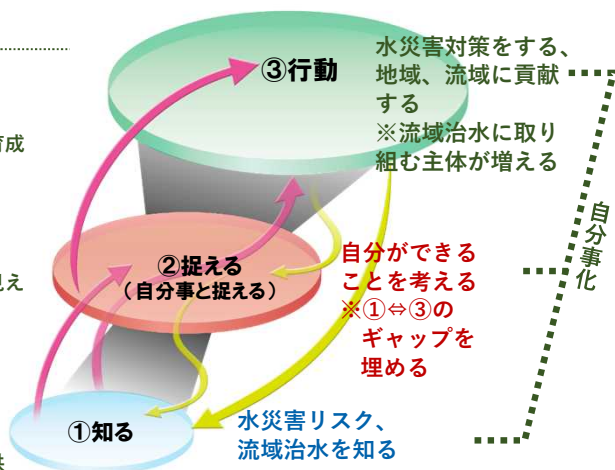 ③行動
水災害対策をする、
地域、流域に貢献
する
※流域治水に取り
組む主体が増える
育成
②捉える
（自分事と捉える）
自分ができる
ことを考える
※①⇔③の
ギャップを
埋める
自分事化
見え
①知る
水災害リスク、
流域治水を知る